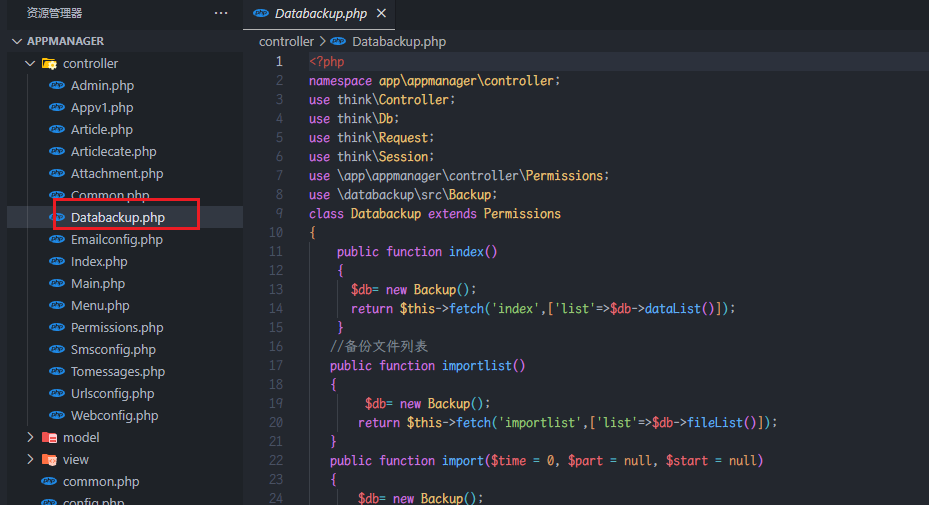 资源管理器
···
APPMANAGER
controller
Admin.php
Appv1.php
Article.php
Articlecate.php
Attachment.php
Common.php
Databackup.php
Emailconfig.php
Index.php
Main.php
Menu.php
Permissions.php
Smsconfig.php
Tomessages.php
Urlsconfig.php
Webconfig.php
model
view
common.php
config.php
php Databackup.php ×
controller > php Databackup.php
1 <?php
2 namespace app\appmanager\controller;
3 use think\Controller;
4 use think\Db;
5 use think\Request;
6 use think\Session;
7 use \app\appmanager\controller\Permissions;
8 use \databackup\src\Backup;
9 class Databackup extends Permissions
10 {
11 public function index()
12 {
13 $db= new Backup();
14 return $this->fetch('index',['list'=>$db->dataList()]);
15 }
16 //备份文件列表
17 public function importlist()
18 {
19 $db= new Backup();
20 return $this->fetch('importlist',['list'=>$db->fileList()]);
21 }
22 public function import($time = 0, $part = null, $start = null)
23 {
24 $db= new Backup();